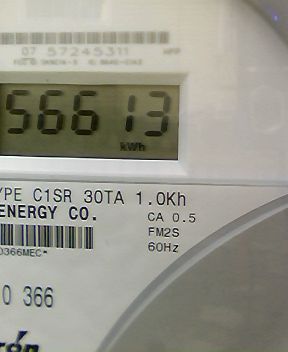 07 57245311
56613
kWh
YPE C1SR 30TA 1.0Kh
ENERGY CO.
CA 0.5
FM2S
60Hz
0366MEC*
0 366
rón